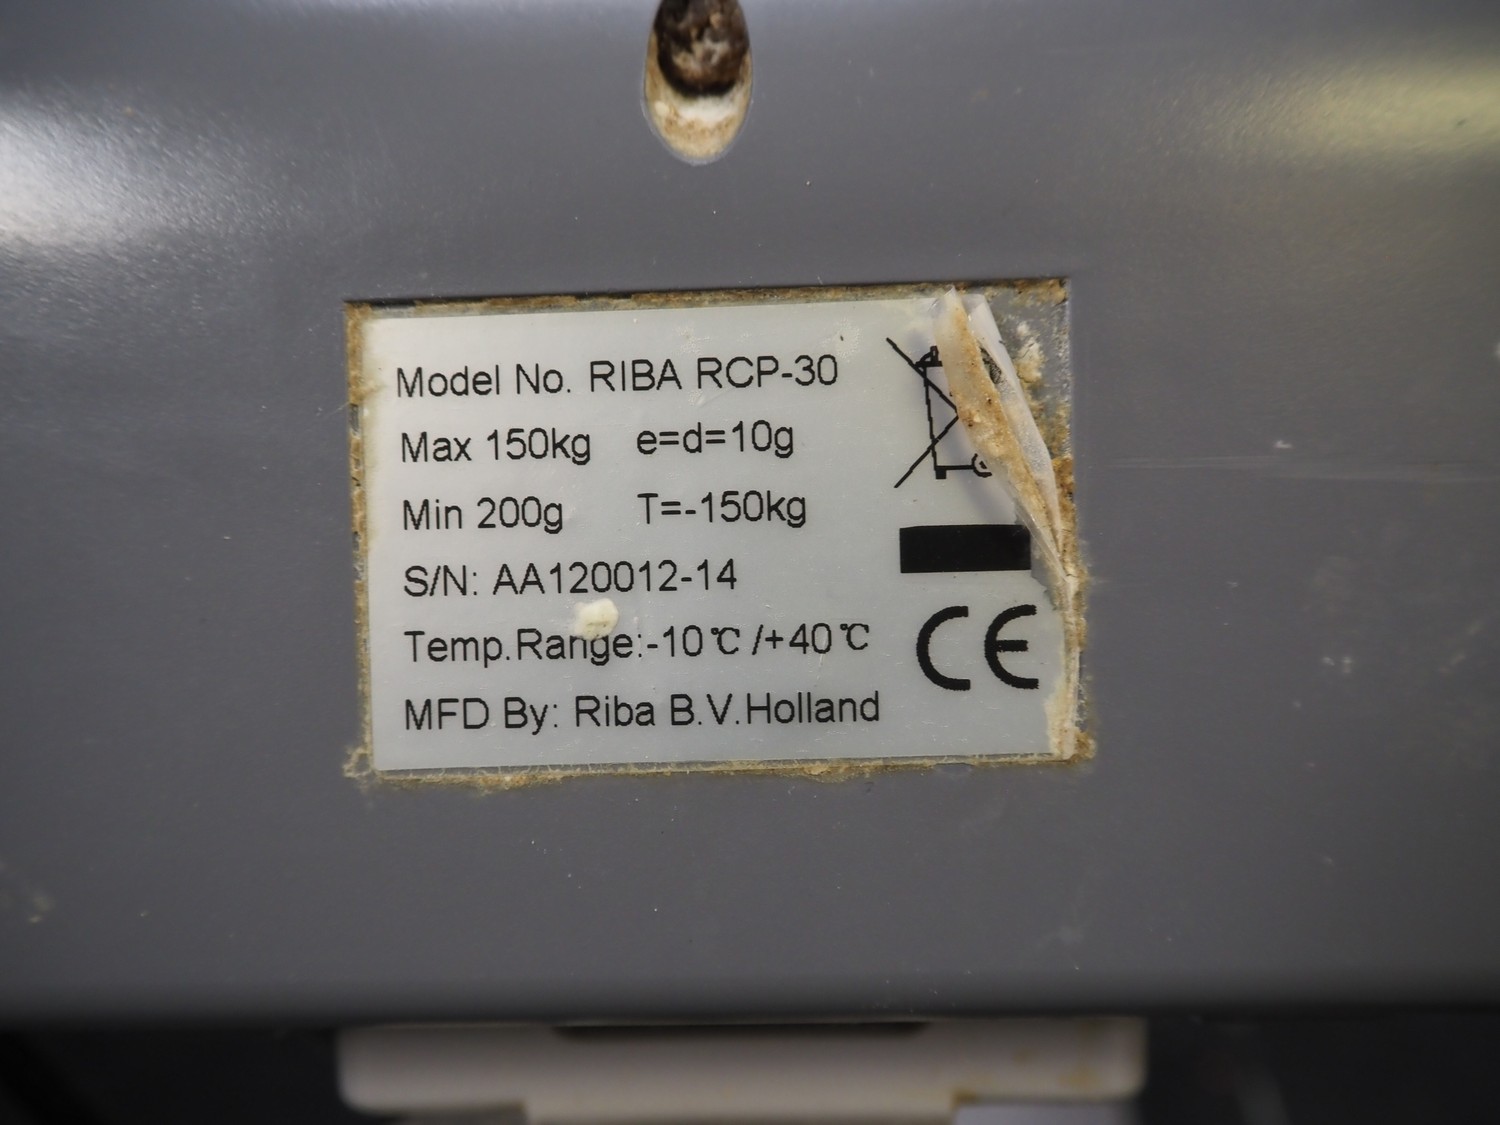 Model No. RIBA RCP-30
Max 150kg e=d=10g
Min 200g T=-150kg
S/N: AA120012-14
Temp.Range:-10℃/+40℃
MFD By: Riba B.V.Holland
CE